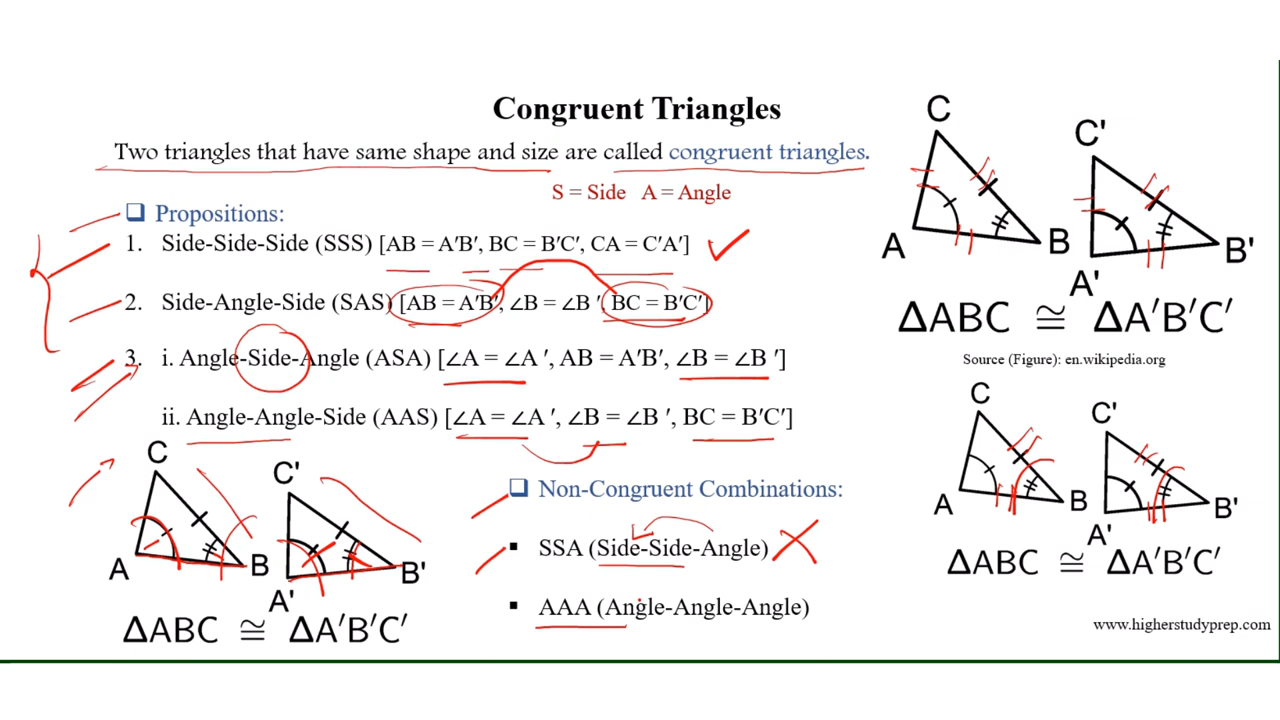 Congruent Triangles
Two triangles that have same shape and size are called congruent triangles.
S = Side A = Angle
❑ Propositions:
1. Side-Side-Side (SSS) [AB = A′B′, BC = B′C′, CA = C′A′]
2. Side-Angle-Side (SAS) [AB = A′B′, ∠B = ∠B ′, BC = B′C′]
3. i. Angle-Side-Angle (ASA) [∠A = ∠A ′, AB = A′B′, ∠B = ∠B ′]
ii. Angle-Angle-Side (AAS) [∠A = ∠A ′, ∠B = ∠B ′, BC = B′C′]
C
C'
A
B
A'
B'
ΔABC ≅ ΔA′B′C′
❑ Non-Congruent Combinations:
▪ SSA (Side-Side-Angle)
▪ AAA (Angle-Angle-Angle)
C
C'
A
B
A'
B'
ΔABC ≅ ΔA′B′C′
Source (Figure): en.wikipedia.org
C
C'
A
B
A'
B'
ΔABC ≅ ΔA′B′C′
www.higherstudyprep.com